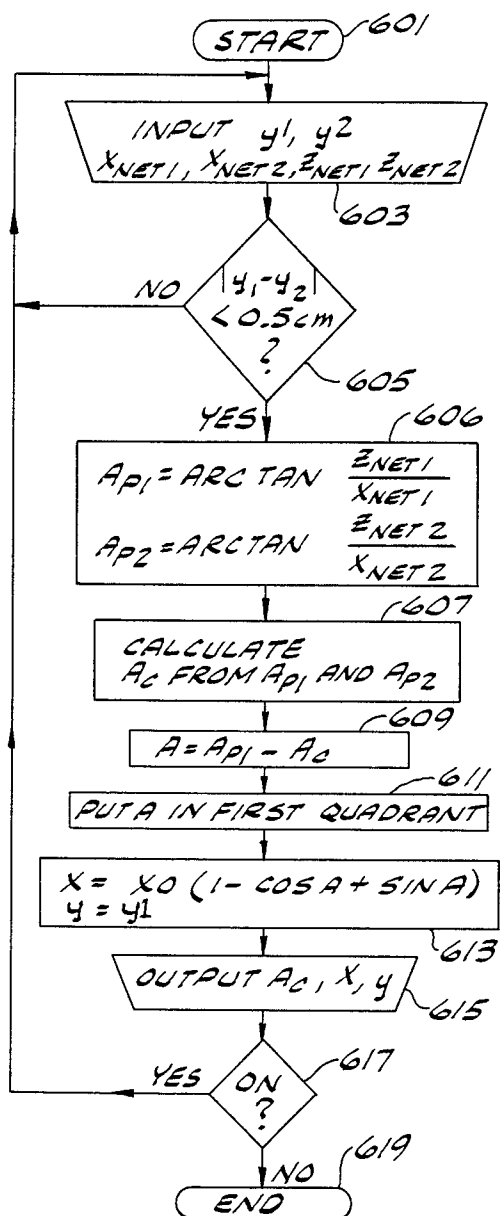 START
601
INPUT y1, y2
XNET1, XNET2, ZNET1 ZNET2
603
NO
|y1-y2|
<0.5cm
?
605
YES
606
AP1 = ARC TAN ZNET1/XNET1
AP2 = ARCTAN ZNET2/XNET2
607
CALCULATE
AC FROM AP1 AND AP2
609
A = AP1 - AC
611
PUT A IN FIRST QUADRANT
X = XO (1 - COS A + SIN A)
y = y1
613
OUTPUT AC, X, y
615
617
YES
ON
?
NO
619
END